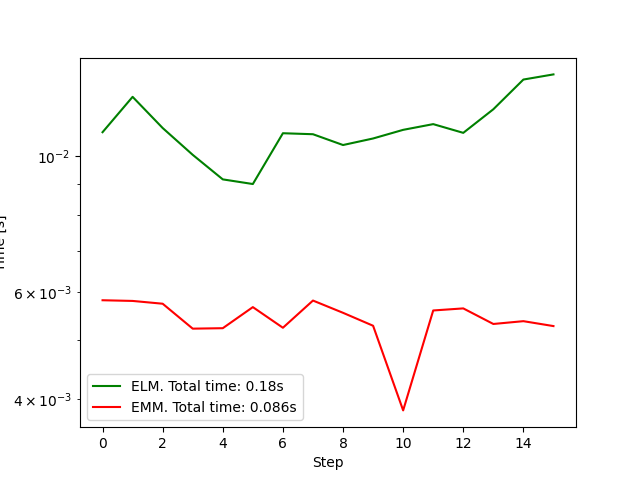 10⁻²
6 × 10⁻³
4 × 10⁻³
Time [s]
ELM. Total time: 0.18s
EMM. Total time: 0.086s
0 2 4 6 8 10 12 14
Step